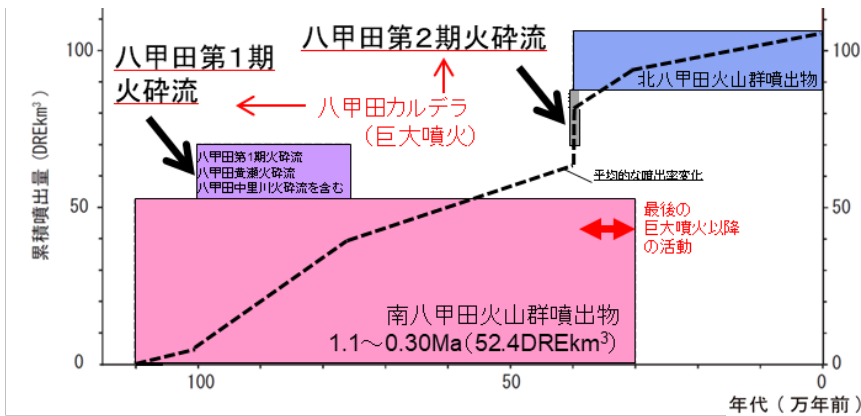 累積噴出量(DREkm³)
100
50
0
八甲田第1期
火砕流
八甲田第2期火砕流
八甲田カルデラ
(巨大噴火)
八甲田第1期火砕流
八甲田黄瀬火砕流
八甲田中里川火砕流を含む
北八甲田火山群噴出物
平均的な噴出率変化
最後の
巨大噴火以降
の活動
南八甲田火山群噴出物
1.1~0.30Ma(52.4DREkm³)
100
50
0
100
50
0
年代(万年前)